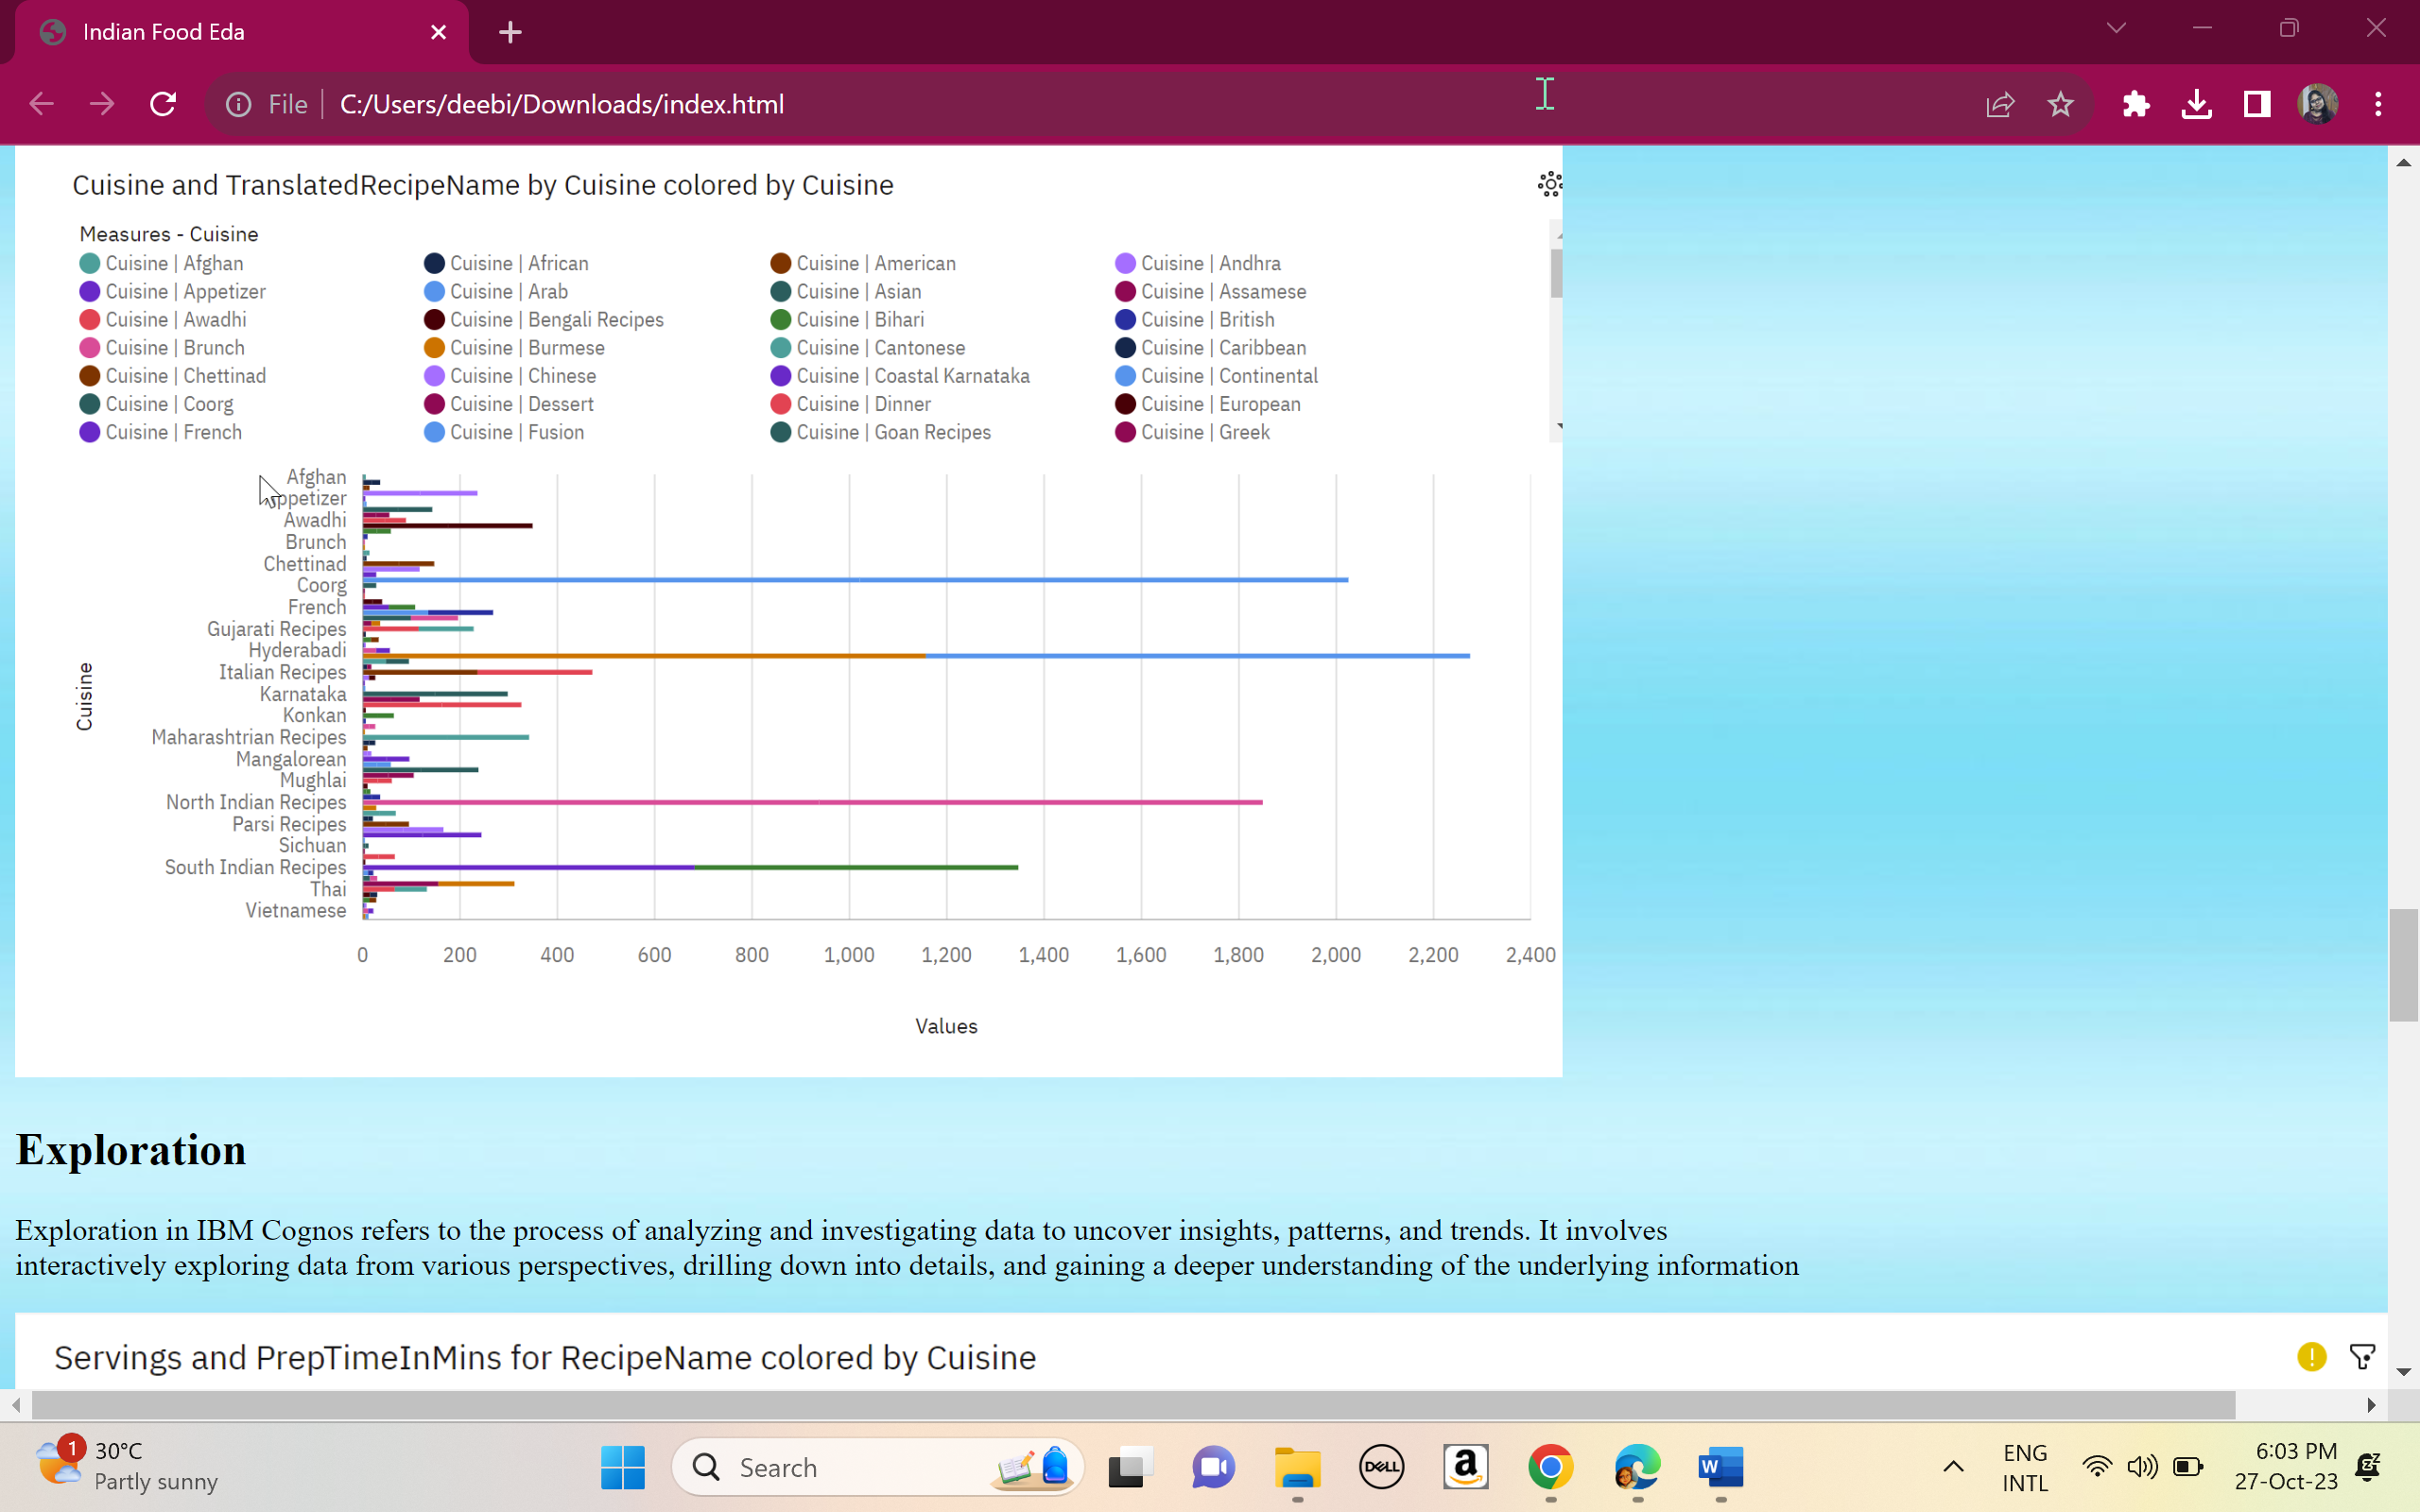 Indian Food Eda
File
C:/Users/deebi/Downloads/index.html
Cuisine and TranslatedRecipeName by Cuisine colored by Cuisine
Measures - Cuisine
Cuisine | Afghan Cuisine | African Cuisine | American Cuisine | Andhra
Cuisine | Appetizer Cuisine | Arab Cuisine | Asian Cuisine | Assamese
Cuisine | Awadhi Cuisine | Bengali Recipes Cuisine | Bihari Cuisine | British
Cuisine | Brunch Cuisine | Burmese Cuisine | Cantonese Cuisine | Caribbean
Cuisine | Chettinad Cuisine | Chinese Cuisine | Coastal Karnataka Cuisine | Continental
Cuisine | Coorg Cuisine | Dessert Cuisine | Dinner Cuisine | European
Cuisine | French Cuisine | Fusion Cuisine | Goan Recipes Cuisine | Greek
Cuisine
Afghan
ppetizer
Awadhi
Brunch
Chettinad
Coorg
French
Gujarati Recipes
Hyderabadi
Italian Recipes
Karnataka
Konkan
Maharashtrian Recipes
Mangalorean
Mughlai
North Indian Recipes
Parsi Recipes
Sichuan
South Indian Recipes
Thai
Vietnamese
0 200 400 600 800 1,000 1,200 1,400 1,600 1,800 2,000 2,200 2,400
Values
Exploration
Exploration in IBM Cognos refers to the process of analyzing and investigating data to uncover insights, patterns, and trends. It involves
interactively exploring data from various perspectives, drilling down into details, and gaining a deeper understanding of the underlying information
Servings and PrepTimeInMins for RecipeName colored by Cuisine
1
30°C
Partly sunny
Search
DELL
a
W
ENG
INTL
6:03 PM
27-Oct-23